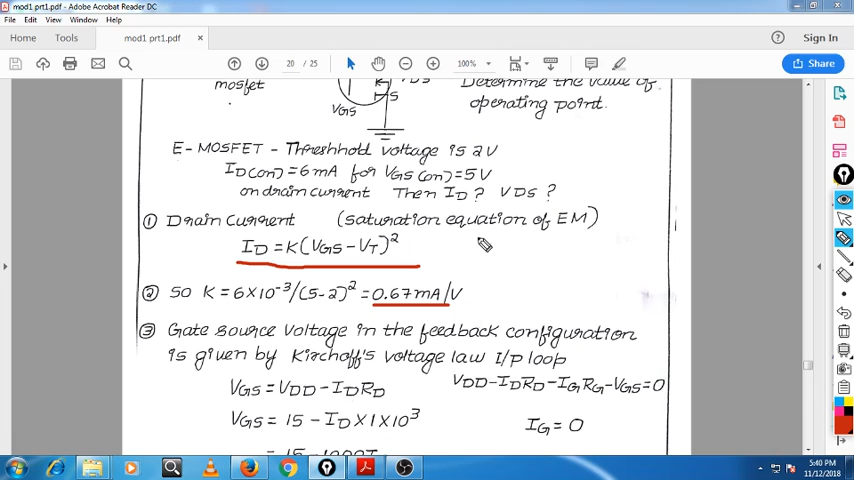 mod1 prt1.pdf - Adobe Acrobat Reader DC
File Edit View Window Help
Home Tools mod1 prt1.pdf × Sign In
20 / 25 100% Share
mosfet S Determine the value of
VGS operating point.
E-MOSFET - Threshhold voltage is 2V
ID(on) = 6mA for VGS(on) = 5V
on drain current Then ID? VDS?
① Drain Current (saturation equation of EM)
ID = K(VGS - VT)²
② SO K = 6×10⁻³/(5-2)² = 0.67mA/V
③ Gate source voltage in the feedback configuration
is given by Kirchoff's voltage law I/P loop
VGS = VDD - IDRD VDD-IDRD-IGRG-VGS=0
VGS = 15 - ID×1×10³ IG = 0
= 15 - 1000I
5:40 PM
11/12/2018